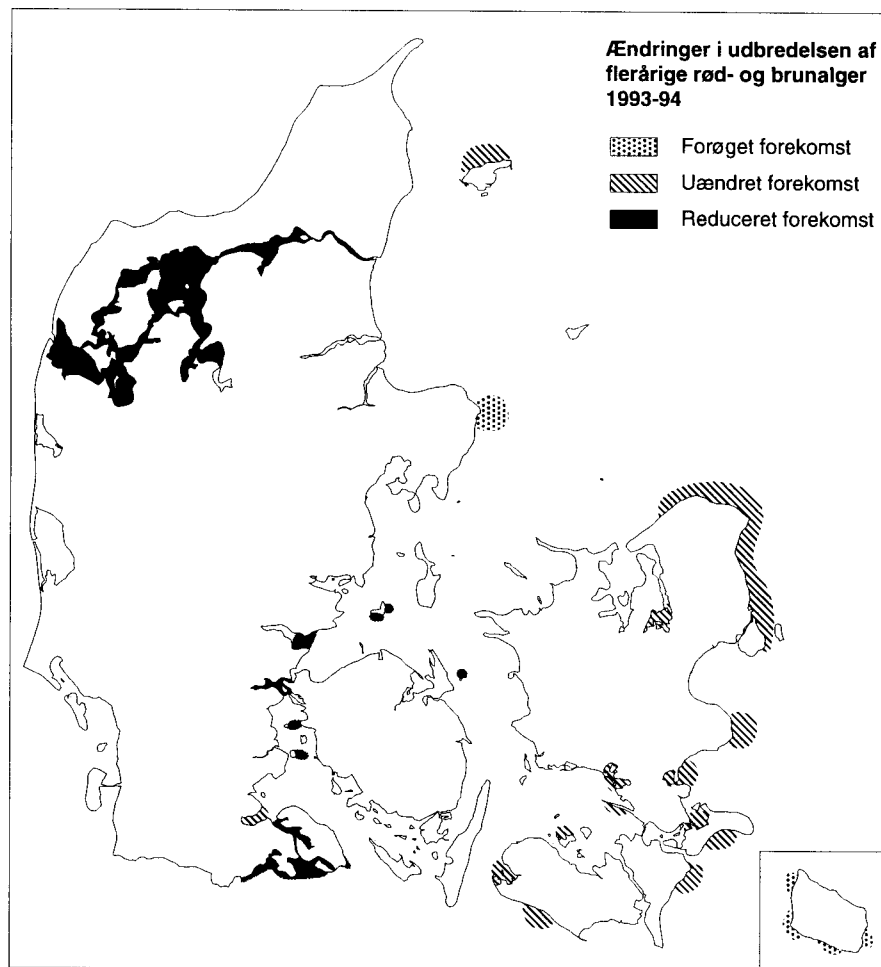 Ændringer i udbredelsen af
flerårige rød- og brunalger
1993-94
Forøget forekomst
Uændret forekomst
Reduceret forekomst